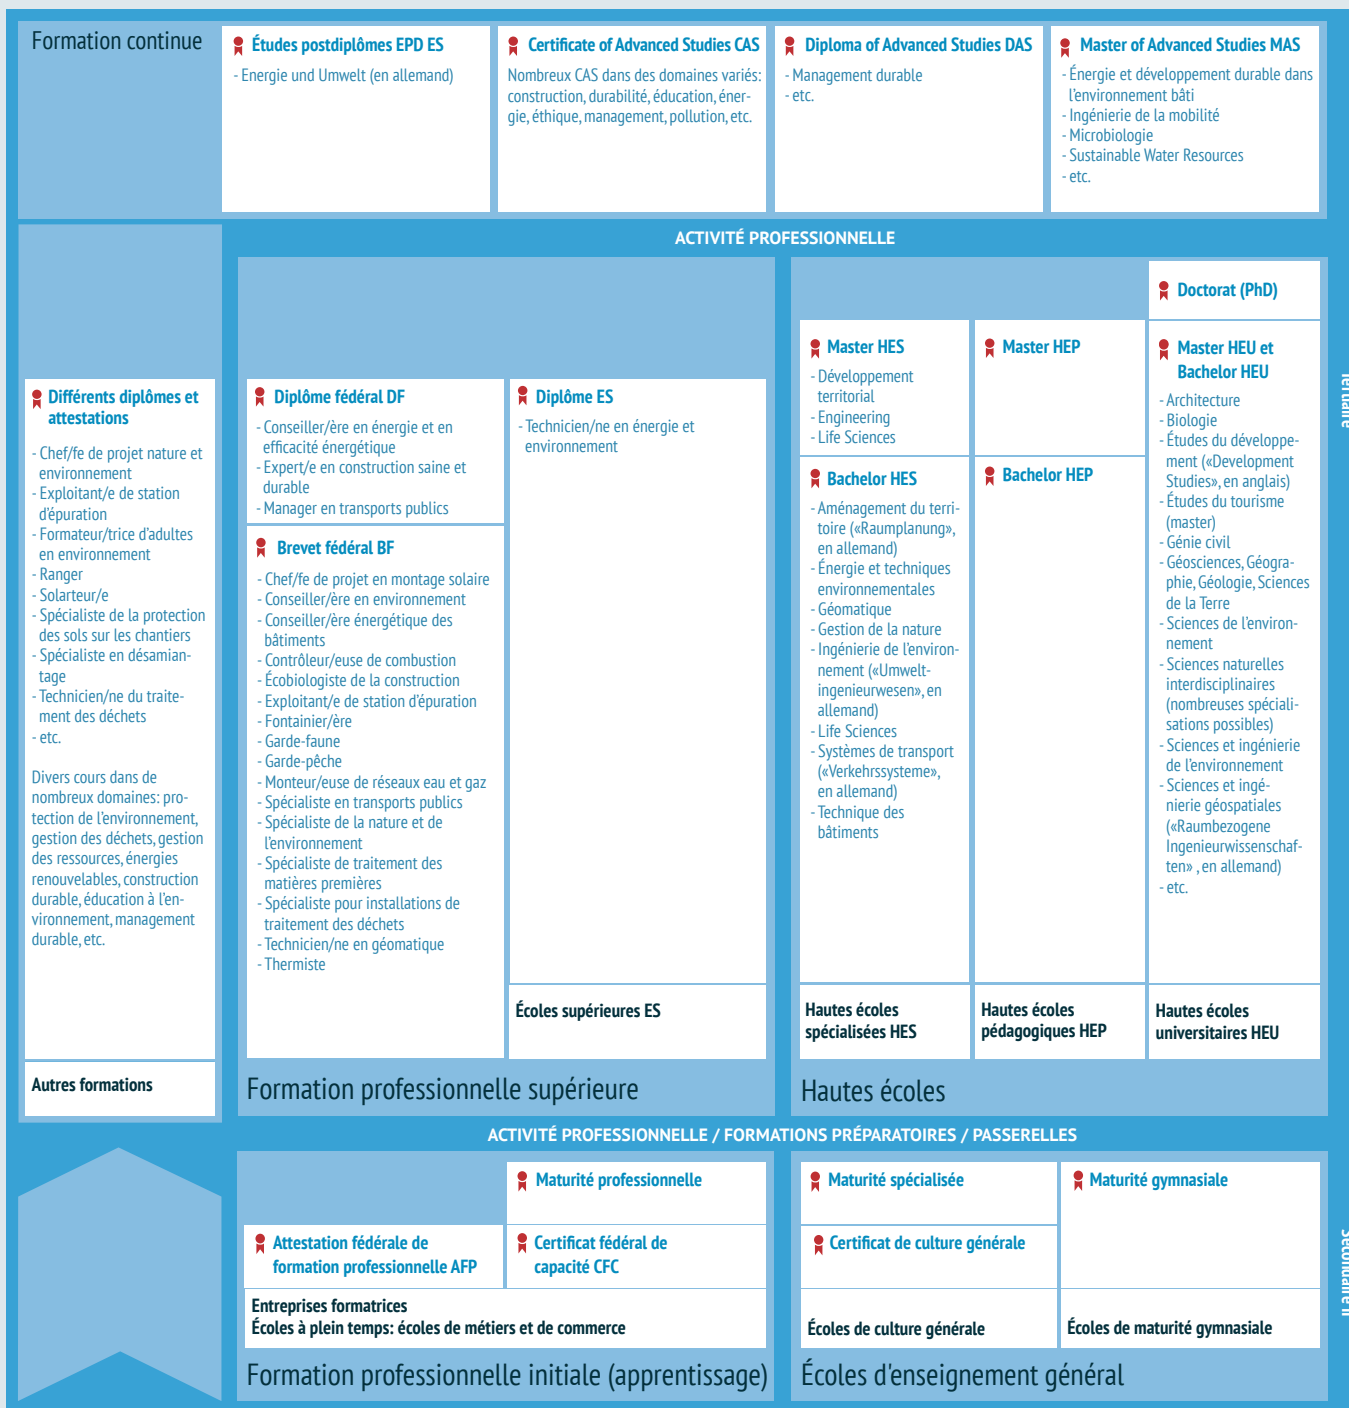 Formation continue
Études postdiplômes EPD ES
- Energie und Umwelt (en allemand)
Certificate of Advanced Studies CAS
Nombreux CAS dans des domaines variés:
construction, durabilité, éducation, éner-
gie, éthique, management, pollution, etc.
Diploma of Advanced Studies DAS
- Management durable
- etc.
Master of Advanced Studies MAS
- Énergie et développement durable dans
l'environnement bâti
- Ingénierie de la mobilité
- Microbiologie
- Sustainable Water Resources
- etc.
ACTIVITÉ PROFESSIONNELLE
Différents diplômes et
attestations
- Chef/fe de projet nature et
environnement
- Exploitant/e de station
d'épuration
- Formateur/trice d'adultes
en environnement
- Ranger
- Solarteur/e
- Spécialiste de la protection
des sols sur les chantiers
- Spécialiste en désamian-
tage
- Technicien/ne du traite-
ment des déchets
- etc.
Divers cours dans de
nombreux domaines: pro-
tection de l'environnement,
gestion des déchets, gestion
des ressources, énergies
renouvelables, construction
durable, éducation à l'en-
vironnement, management
durable, etc.
Autres formations
Diplôme fédéral DF
- Conseiller/ère en énergie et en
efficacité énergétique
- Expert/e en construction saine et
durable
- Manager en transports publics
Brevet fédéral BF
- Chef/fe de projet en montage solaire
- Conseiller/ère en environnement
- Conseiller/ère énergétique des
bâtiments
- Contrôleur/euse de combustion
- Écobiologiste de la construction
- Exploitant/e de station d'épuration
- Fontainier/ère
- Garde-faune
- Garde-pêche
- Monteur/euse de réseaux eau et gaz
- Spécialiste en transports publics
- Spécialiste de la nature et de
l'environnement
- Spécialiste de traitement des
matières premières
- Spécialiste pour installations de
traitement des déchets
- Technicien/ne en géomatique
- Thermiste
Diplôme ES
- Technicien/ne en énergie et
environnement
Écoles supérieures ES
Formation professionnelle supérieure
Master HES
- Développement
territorial
- Engineering
- Life Sciences
Bachelor HES
- Aménagement du terri-
toire («Raumplanung»,
en allemand)
- Énergie et techniques
environnementales
- Géomatique
- Gestion de la nature
- Ingénierie de l'environ-
nement («Umwelt-
ingenieurwesen», en
allemand)
- Life Sciences
- Systèmes de transport
(«Verkehrssysteme»,
en allemand)
- Technique des
bâtiments
Hautes écoles
spécialisées HES
Master HEP
Bachelor HEP
Hautes écoles
pédagogiques HEP
Doctorat (PhD)
Master HEU et
Bachelor HEU
- Architecture
- Biologie
- Études du développe-
ment («Development
Studies», en anglais)
- Études du tourisme
(master)
- Génie civil
- Géosciences, Géogra-
phie, Géologie, Sciences
de la Terre
- Sciences de l'environ-
nement
- Sciences naturelles
interdisciplinaires
(nombreuses spéciali-
sations possibles)
- Sciences et ingénierie
de l'environnement
- Sciences et ingé-
nierie géospatiales
(«Raumbezogene
Ingenieurwissenschaf-
ten» , en allemand)
- etc.
Hautes écoles
universitaires HEU
Hautes écoles
Tertiaire
ACTIVITÉ PROFESSIONNELLE / FORMATIONS PRÉPARATOIRES / PASSERELLES
Maturité professionnelle
Attestation fédérale de
formation professionnelle AFP
Certificat fédéral de
capacité CFC
Entreprises formatrices
Écoles à plein temps: écoles de métiers et de commerce
Formation professionnelle initiale (apprentissage)
Maturité spécialisée
Certificat de culture générale
Écoles de culture générale
Maturité gymnasiale
Écoles de maturité gymnasiale
Écoles d'enseignement général
Secondaire II